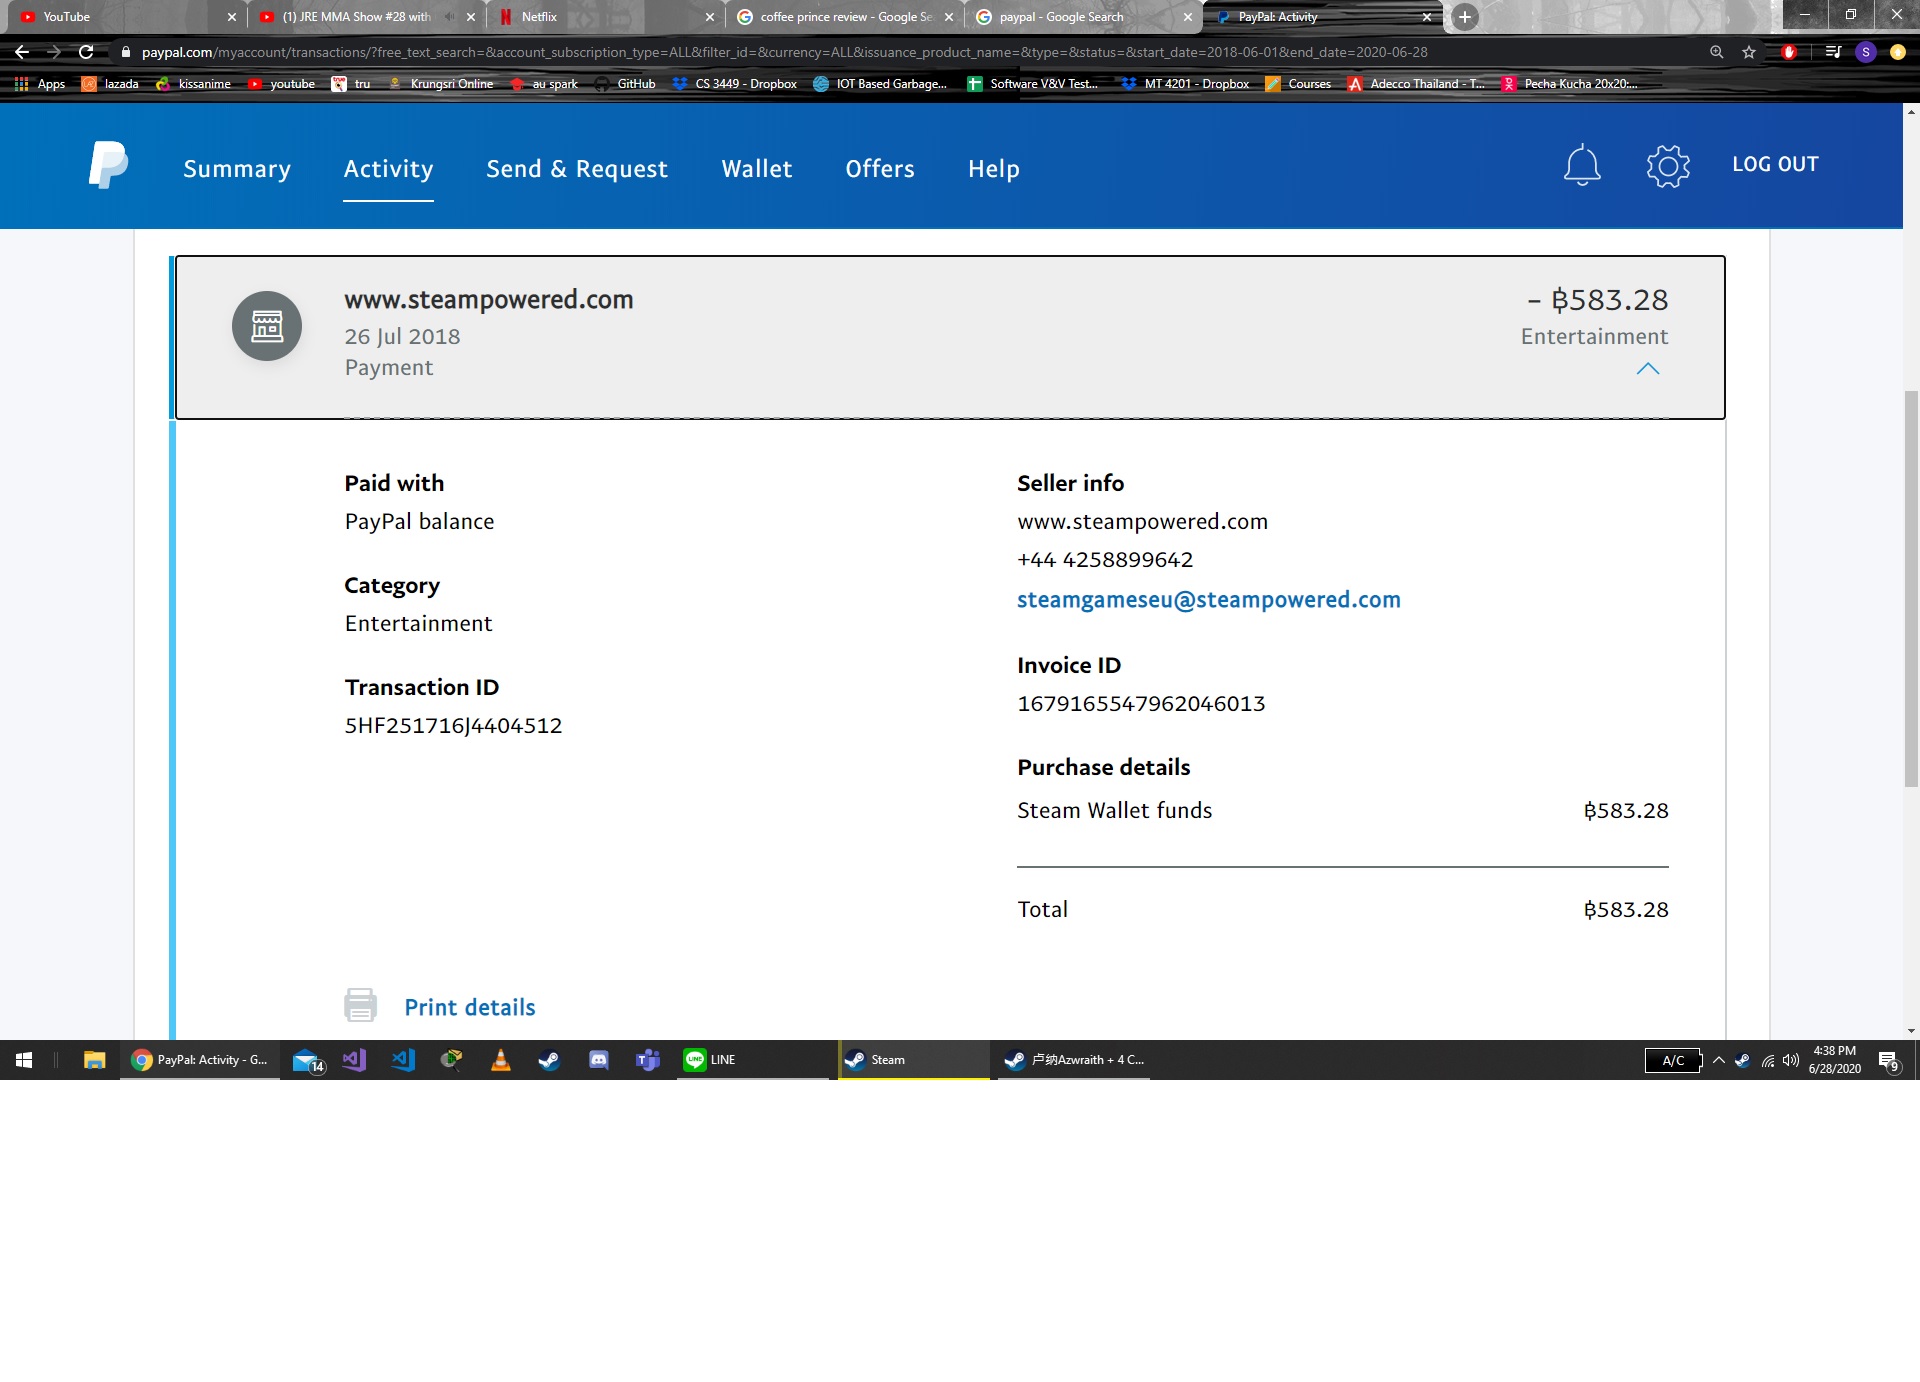 YouTube
(1) JRE MMA Show #28 with
Netflix
coffee prince review - Google Se
paypal - Google Search
PayPal: Activity
paypal.com/myaccount/transactions/?free_text_search=&account_subscription_type=ALL&filter_id=&currency=ALL&issuance_product_name=&type=&status=&start_date=2018-06-01&end_date=2020-06-28
S
Apps
lazada
kissanime
youtube
tru
Krungsri Online
au spark
GitHub
CS 3449 - Dropbox
IOT Based Garbage...
Software V&V Test...
MT 4201 - Dropbox
Courses
Adecco Thailand - T...
Pecha Kucha 20x20:...
Summary
Activity
Send & Request
Wallet
Offers
Help
LOG OUT
www.steampowered.com
- ฿583.28
26 Jul 2018
Entertainment
Payment
Paid with
PayPal balance
Category
Entertainment
Transaction ID
5HF251716J4404512
Seller info
www.steampowered.com
+44 4258899642
steamgameseu@steampowered.com
Invoice ID
1679165547962046013
Purchase details
Steam Wallet funds ฿583.28
Total ฿583.28
Print details
PayPal: Activity - G...
14
LINE
LINE
Steam
卢纳Azwraith + 4 C...
A/C
4:38 PM
6/28/2020
9